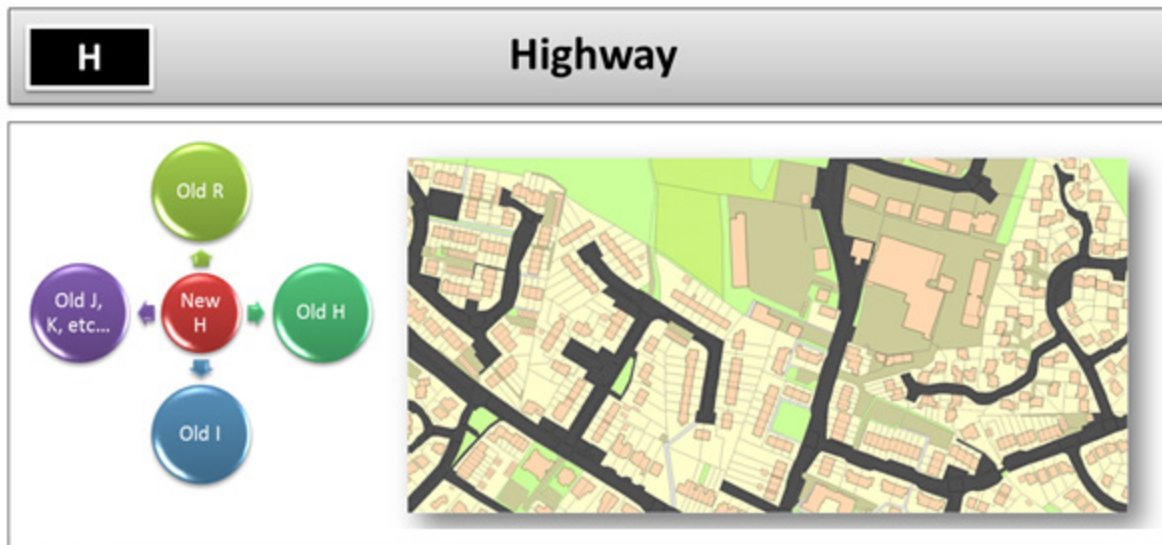 H
Highway
Old R
Old J,
K, etc...
New
H
Old H
Old I